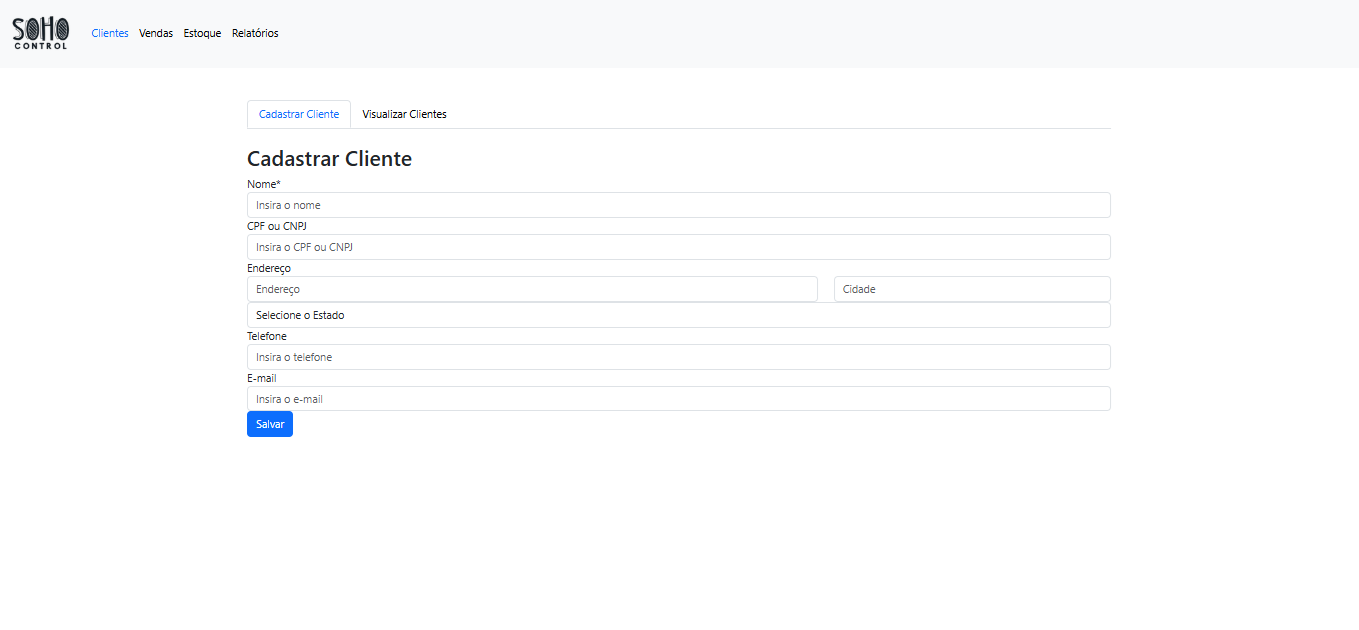 SOHO
CONTROL
Clientes Vendas Estoque Relatórios
Cadastrar Cliente Visualizar Clientes
Cadastrar Cliente
Nome*
Insira o nome
CPF ou CNPJ
Insira o CPF ou CNPJ
Endereço
Endereço Cidade
Selecione o Estado
Telefone
Insira o telefone
E-mail
Insira o e-mail
Salvar